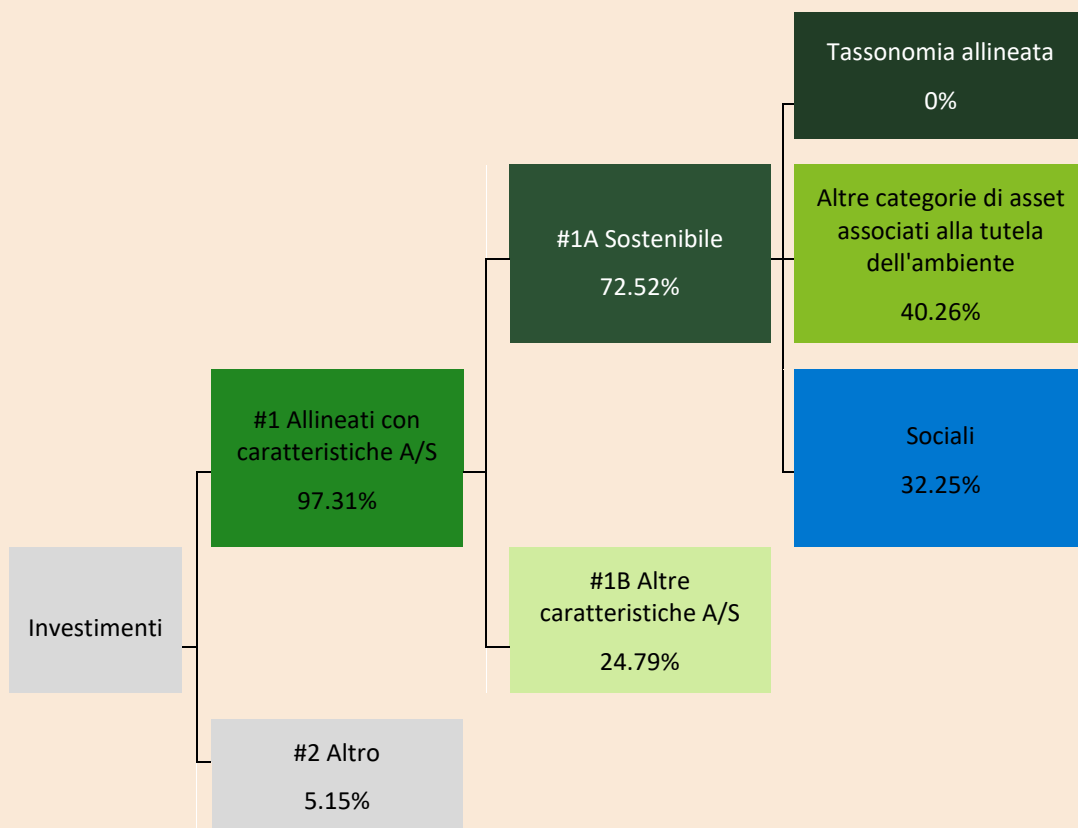 Tassonomia allineata
0%
Altre categorie di asset
associati alla tutela
dell'ambiente
40.26%
#1A Sostenibile
72.52%
Sociali
32.25%
#1 Allineati con
caratteristiche A/S
97.31%
#1B Altre
caratteristiche A/S
24.79%
Investimenti
#2 Altro
5.15%